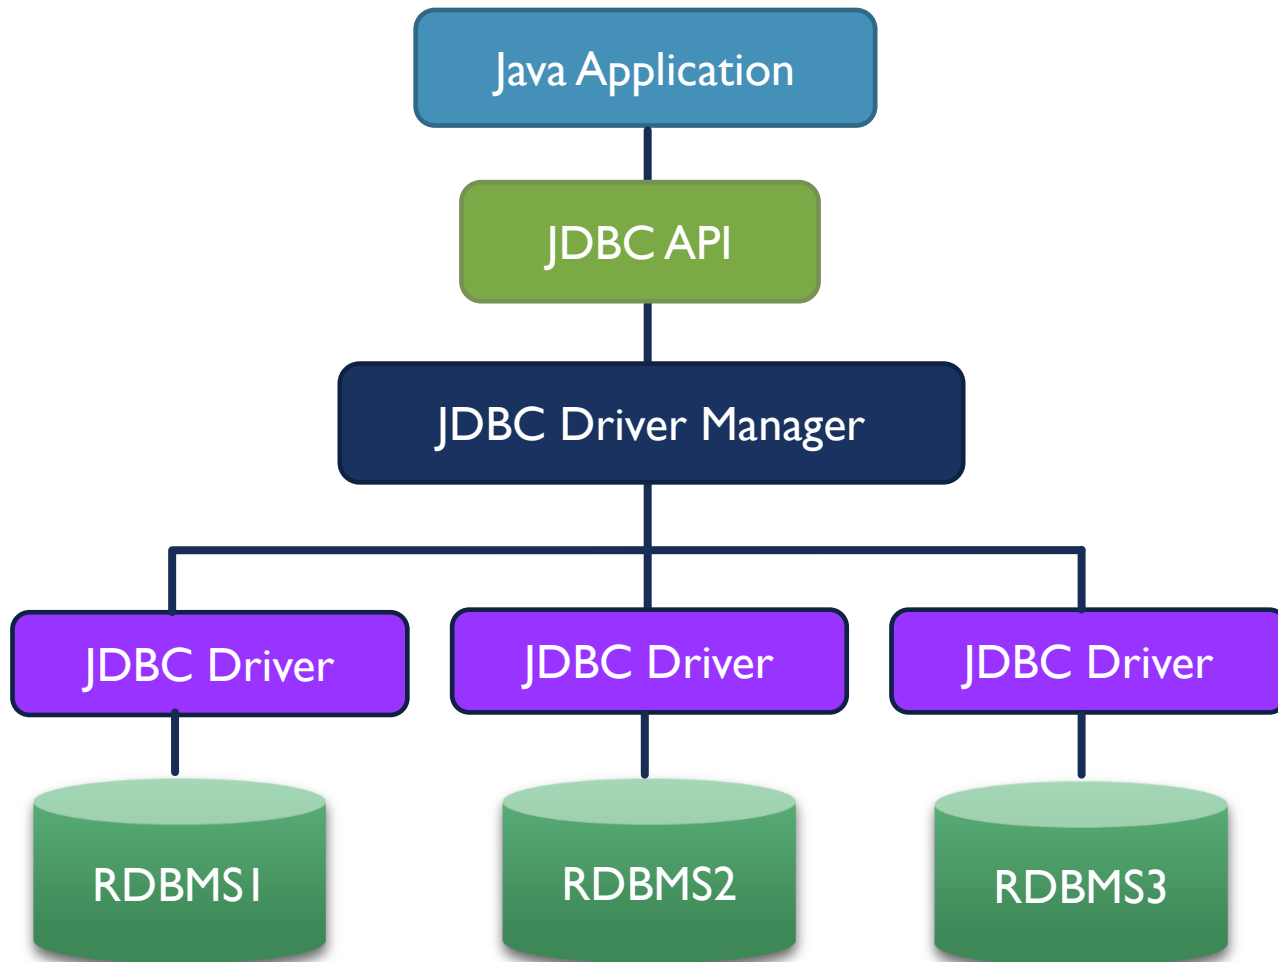 Java Application
JDBC API
JDBC Driver Manager
JDBC Driver
JDBC Driver
JDBC Driver
RDBMS1
RDBMS2
RDBMS3